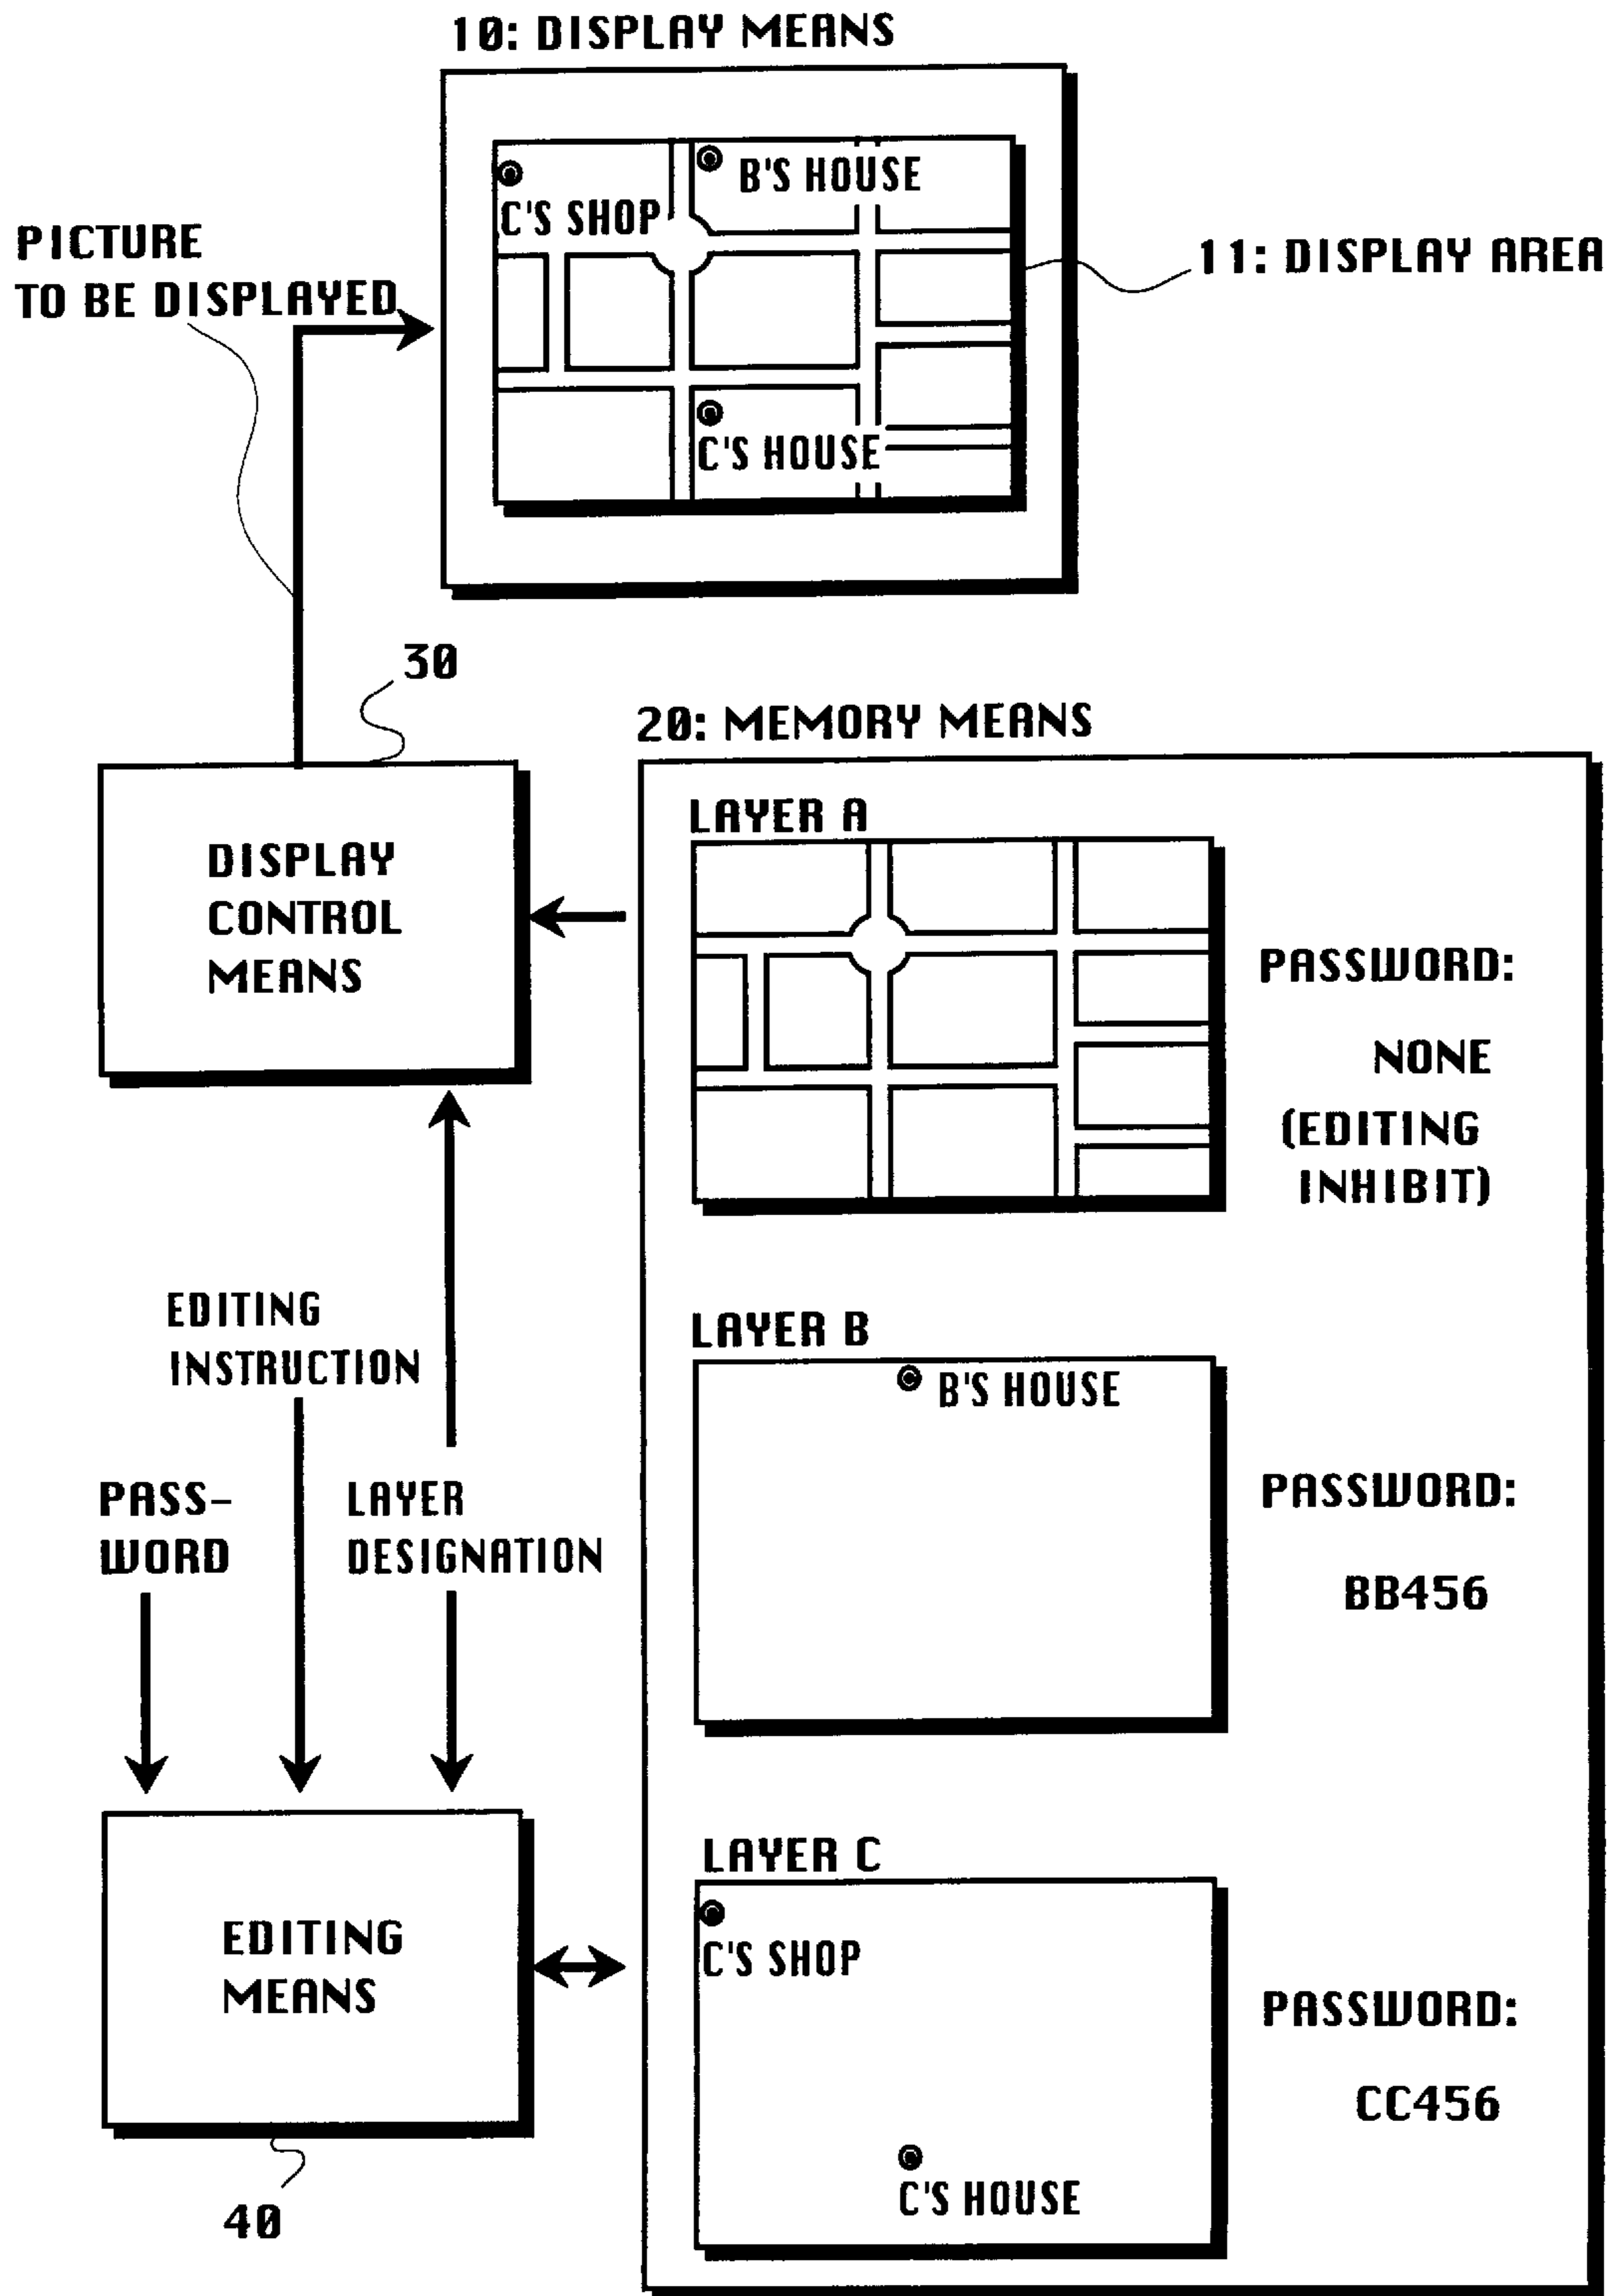 10: DISPLAY MEANS
C'S SHOP
B'S HOUSE
C'S HOUSE
11: DISPLAY AREA
PICTURE
TO BE DISPLAYED
30
DISPLAY
CONTROL
MEANS
20: MEMORY MEANS
LAYER A
PASSWORD:
NONE
(EDITING
INHIBIT)
LAYER B
B'S HOUSE
PASSWORD:
BB456
LAYER C
C'S SHOP
C'S HOUSE
PASSWORD:
CC456
EDITING
INSTRUCTION
PASS-
WORD
LAYER
DESIGNATION
EDITING
MEANS
40